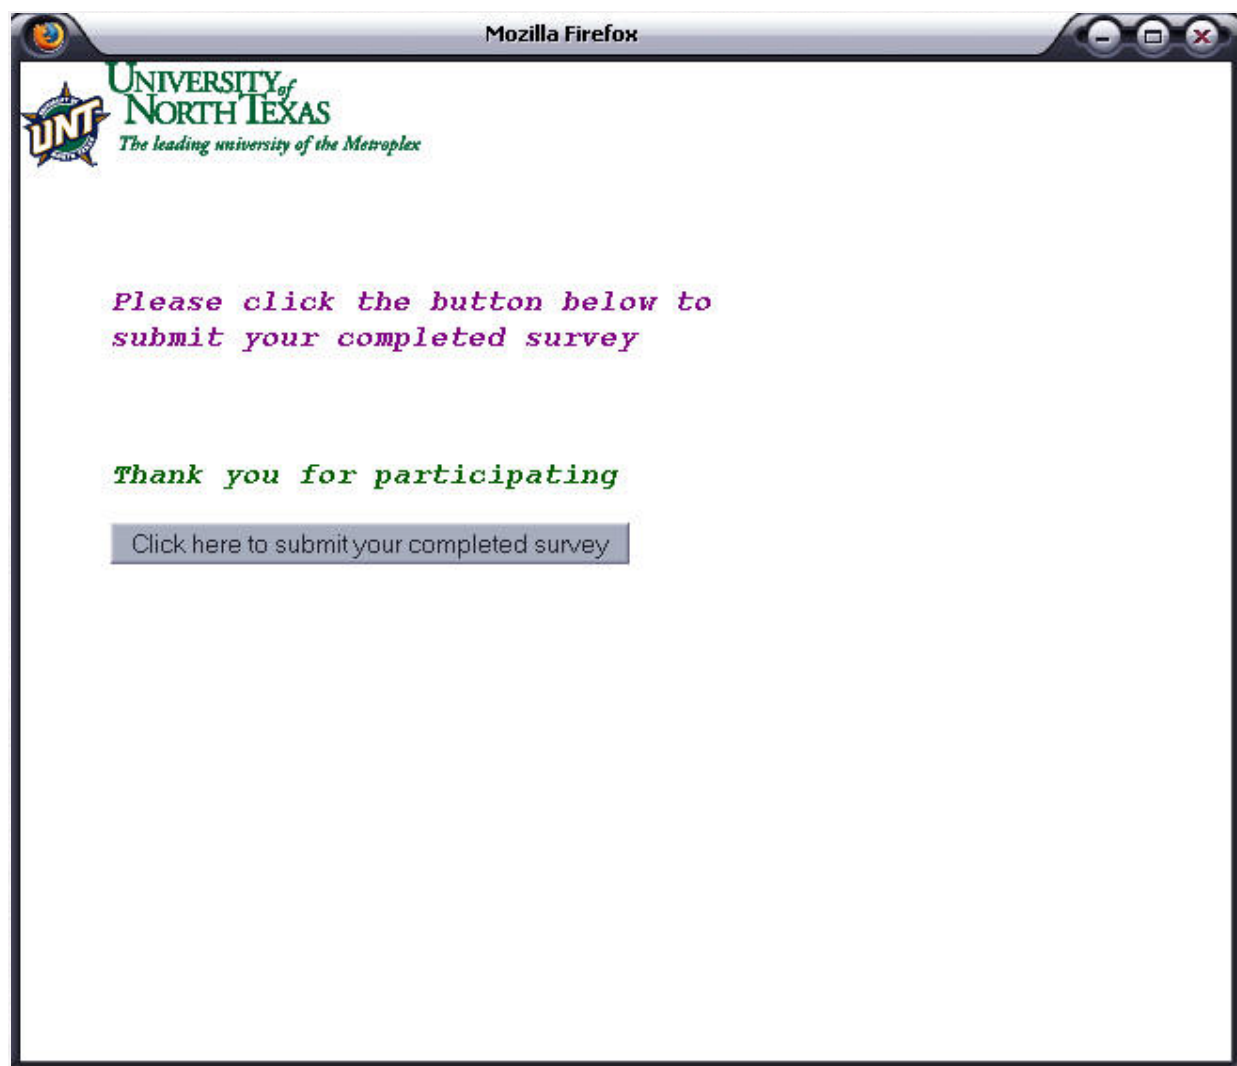 Mozilla Firefox
UNIVERSITY of
NORTH TEXAS
The leading university of the Metroplex
UNT
Please click the button below to
submit your completed survey
Thank you for participating
Click here to submit your completed survey